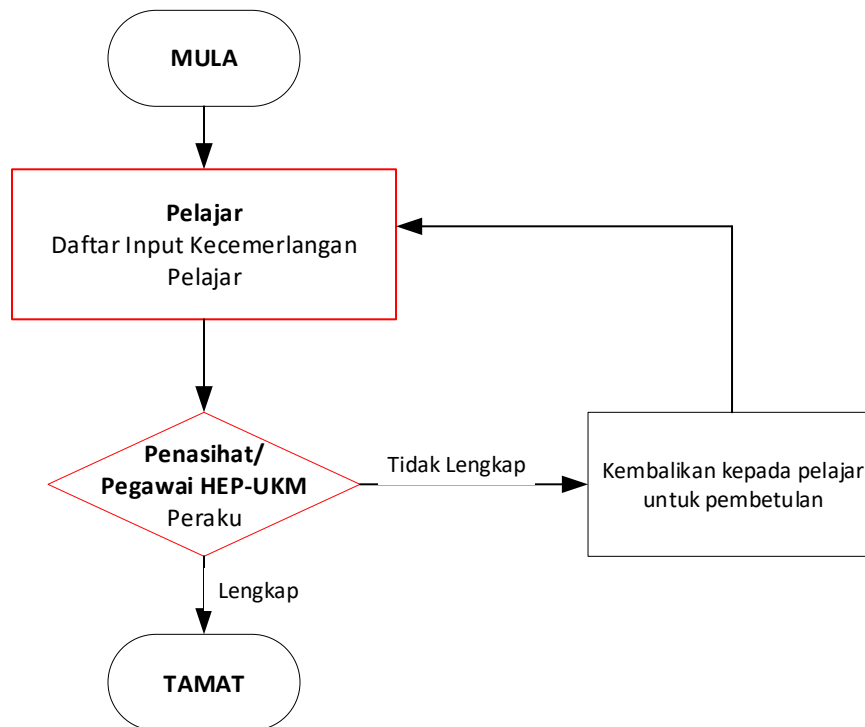 MULA
Pelajar
Daftar Input Kecemerlangan
Pelajar
Penasihat/
Pegawai HEP-UKM
Peraku
Tidak Lengkap
Kembalikan kepada pelajar
untuk pembetulan
Lengkap
TAMAT